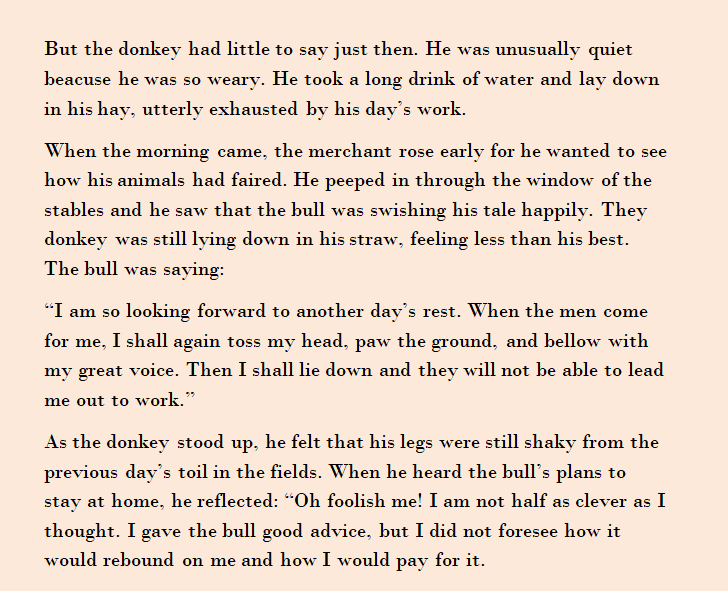 But the donkey had little to say just then. He was unusually quiet
beacuse he was so weary. He took a long drink of water and lay down
in his hay, utterly exhausted by his day’s work.
When the morning came, the merchant rose early for he wanted to see
how his animals had faired. He peeped in through the window of the
stables and he saw that the bull was swishing his tale happily. They
donkey was still lying down in his straw, feeling less than his best.
The bull was saying:
“I am so looking forward to another day’s rest. When the men come
for me, I shall again toss my head, paw the ground, and bellow with
my great voice. Then I shall lie down and they will not be able to lead
me out to work.”
As the donkey stood up, he felt that his legs were still shaky from the
previous day’s toil in the fields. When he heard the bull’s plans to
stay at home, he reflected: “Oh foolish me! I am not half as clever as I
thought. I gave the bull good advice, but I did not foresee how it
would rebound on me and how I would pay for it.